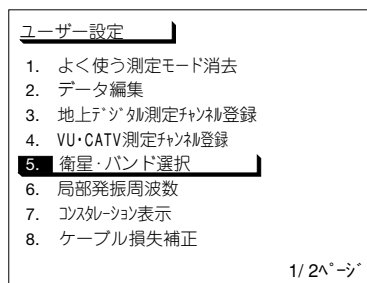 ユーザー設定
1. よく使う測定モード消去
2. データ編集
3. 地上ﾃﾞｼﾞﾀﾙ測定ﾁｬﾝﾈﾙ登録
4. VU･CATV測定ﾁｬﾝﾈﾙ登録
5. 衛星･バンド選択
6. 局部発振周波数
7. ｺﾝｽﾀﾚｰｼｮﾝ表示
8. ケーブル損失補正
1/2ﾍﾟｰｼﾞ